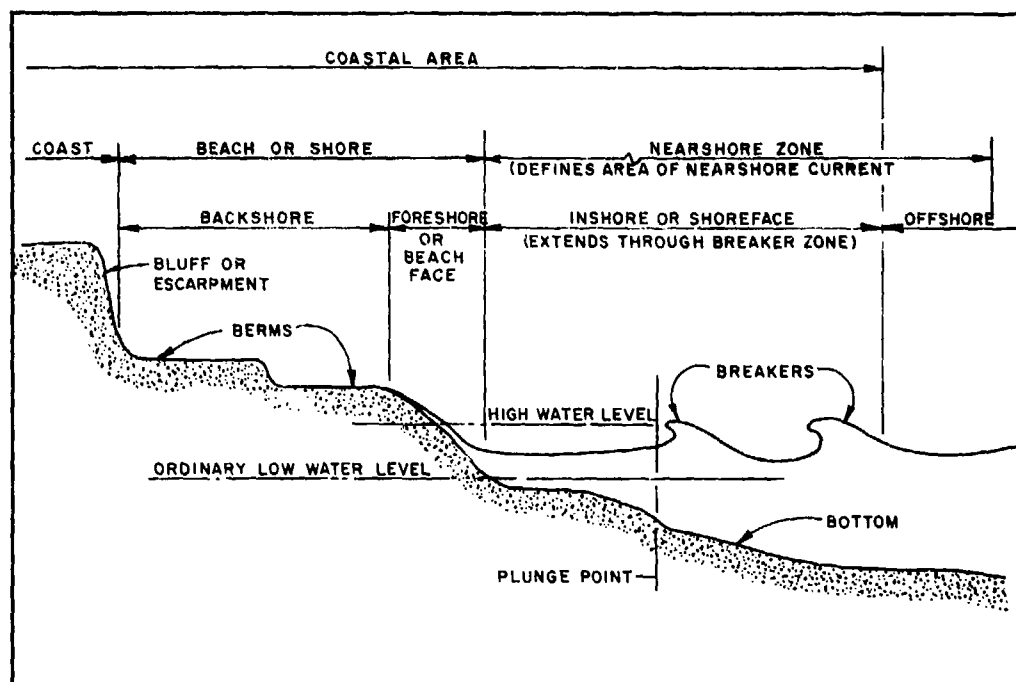 COASTAL AREA
COAST
BEACH OR SHORE
NEARSHORE ZONE
(DEFINES AREA OF NEARSHORE CURRENT
BACKSHORE
FORESHORE
OR
BEACH
FACE
INSHORE OR SHOREFACE
(EXTENDS THROUGH BREAKER ZONE)
OFFSHORE
BLUFF OR
ESCARPMENT
BERMS
BREAKERS
HIGH WATER LEVEL
ORDINARY LOW WATER LEVEL
BOTTOM
PLUNGE POINT